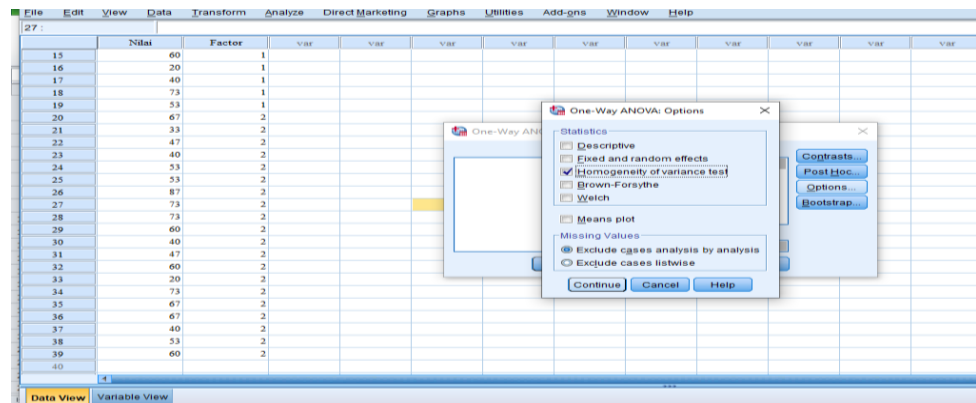 File Edit View Data Transform Analyze Direct Marketing Graphs Utilities Add-ons Window Help
27 :
Nilai Factor var var var var var var var var var var
15 60 1
16 20 1
17 40 1
18 73 1
19 53 1
20 67 2
21 33 2
22 47 2
23 40 2
24 53 2
25 53 2
26 87 2
27 73 2
28 73 2
29 60 2
30 40 2
31 47 2
32 60 2
33 20 2
34 73 2
35 67 2
36 67 2
37 40 2
38 53 2
39 60 2
40
One-Way AN
Contrasts...
Post Hoc...
Options...
Bootstrap...
One-Way ANOVA: Options
Statistics
Descriptive
Fixed and random effects
Homogeneity of variance test
Brown-Forsythe
Welch
Means plot
Missing Values
Exclude cases analysis by analysis
Exclude cases listwise
Continue Cancel Help
Data View Variable View